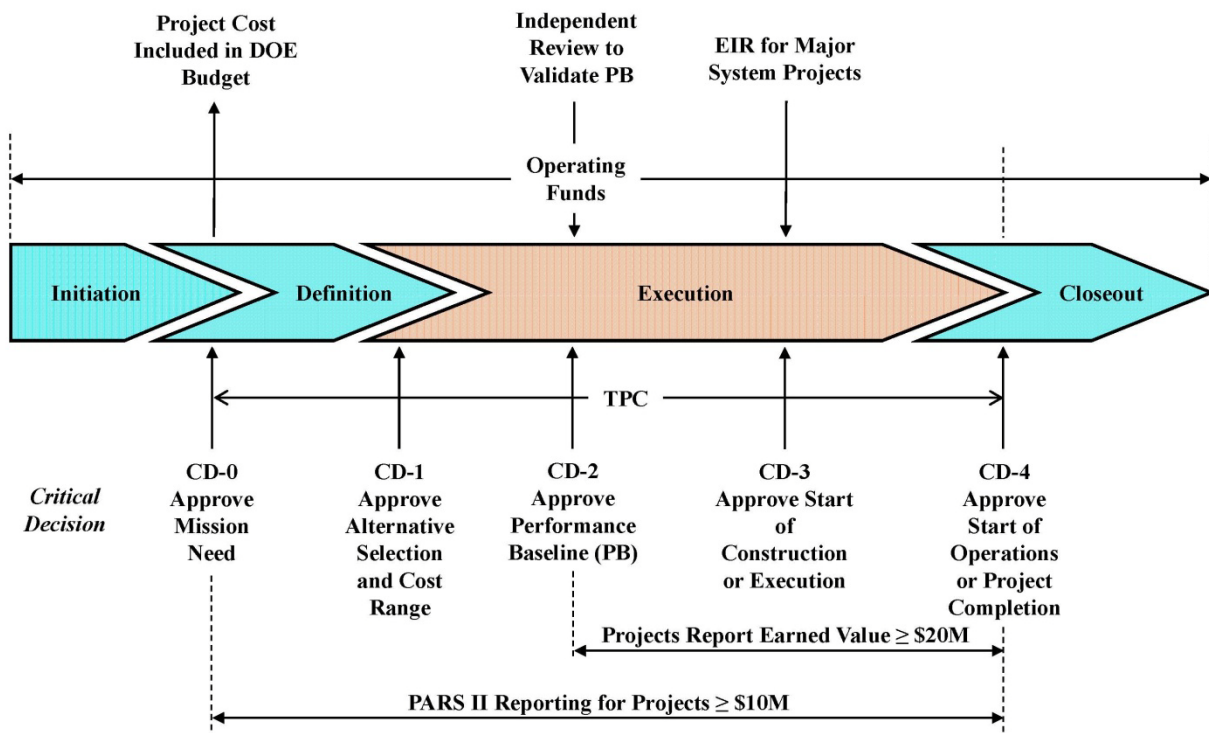 Project Cost
Included in DOE
Budget
Independent
Review to
Validate PB
EIR for Major
System Projects
Operating
Funds
Initiation
Definition
Execution
Closeout
TPC
Critical
Decision
CD-0
Approve
Mission
Need
CD-1
Approve
Alternative
Selection
and Cost
Range
CD-2
Approve
Performance
Baseline (PB)
CD-3
Approve Start
of
Construction
or Execution
CD-4
Approve
Start of
Operations
or Project
Completion
Projects Report Earned Value ≥ $20M
PARS II Reporting for Projects ≥ $10M